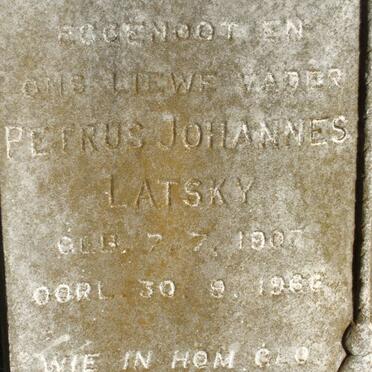 EGGENOOT EN
ONS LIEWE VADER
PETRUS JOHANNES
LATSKY
GEB. 7. 7. 1907
OORL. 30. 9. 1966
WIE IN HOM GLO